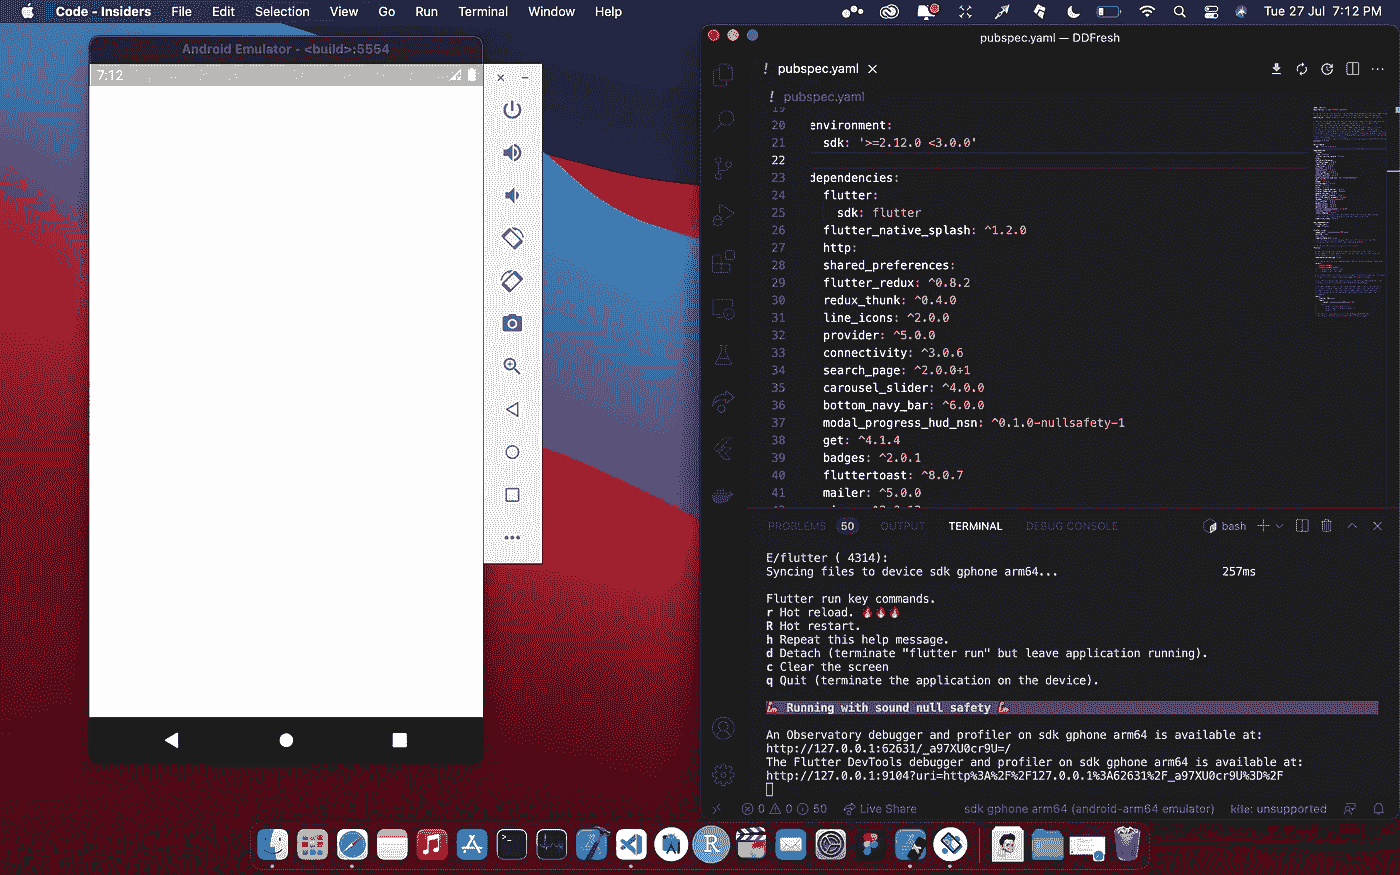 Code - Insiders File Edit Selection View Go Run Terminal Window Help Tue 27 Jul 7:12 PM
Android Emulator - <build>:5554
7:12
pubspec.yaml — DDFresh
! pubspec.yaml
! pubspec.yaml
19
20 environment:
21 sdk: '>=2.12.0 <3.0.0'
22
23 dependencies:
24 flutter:
25 sdk: flutter
26 flutter_native_splash: ^1.2.0
27 http:
28 shared_preferences:
29 flutter_redux: ^0.8.2
30 redux_thunk: ^0.4.0
31 line_icons: ^2.0.0
32 provider: ^5.0.0
33 connectivity: ^3.0.6
34 search_page: ^2.0.0+1
35 carousel_slider: ^4.0.0
36 bottom_navy_bar: ^6.0.0
37 modal_progress_hud_nsn: ^0.1.0-nullsafety-1
38 get: ^4.1.4
39 badges: ^2.0.1
40 fluttertoast: ^8.0.7
41 mailer: ^5.0.0
PROBLEMS 50 OUTPUT TERMINAL DEBUG CONSOLE bash
E/flutter ( 4314):
Syncing files to device sdk gphone arm64... 257ms
Flutter run key commands.
r Hot reload. 🔥🔥🔥
R Hot restart.
h Repeat this help message.
d Detach (terminate "flutter run" but leave application running).
c Clear the screen
q Quit (terminate the application on the device).
💪 Running with sound null safety 💪
An Observatory debugger and profiler on sdk gphone arm64 is available at:
http://127.0.0.1:62631/_a97XU0cr9U=/
The Flutter DevTools debugger and profiler on sdk gphone arm64 is available at:
http://127.0.0.1:9104?uri=http%3A%2F%2F127.0.0.1%3A62631%2F_a97XU0cr9U%3D%2F
0 0 50 Live Share sdk gphone arm64 (android-arm64 emulator) kite: unsupported
R